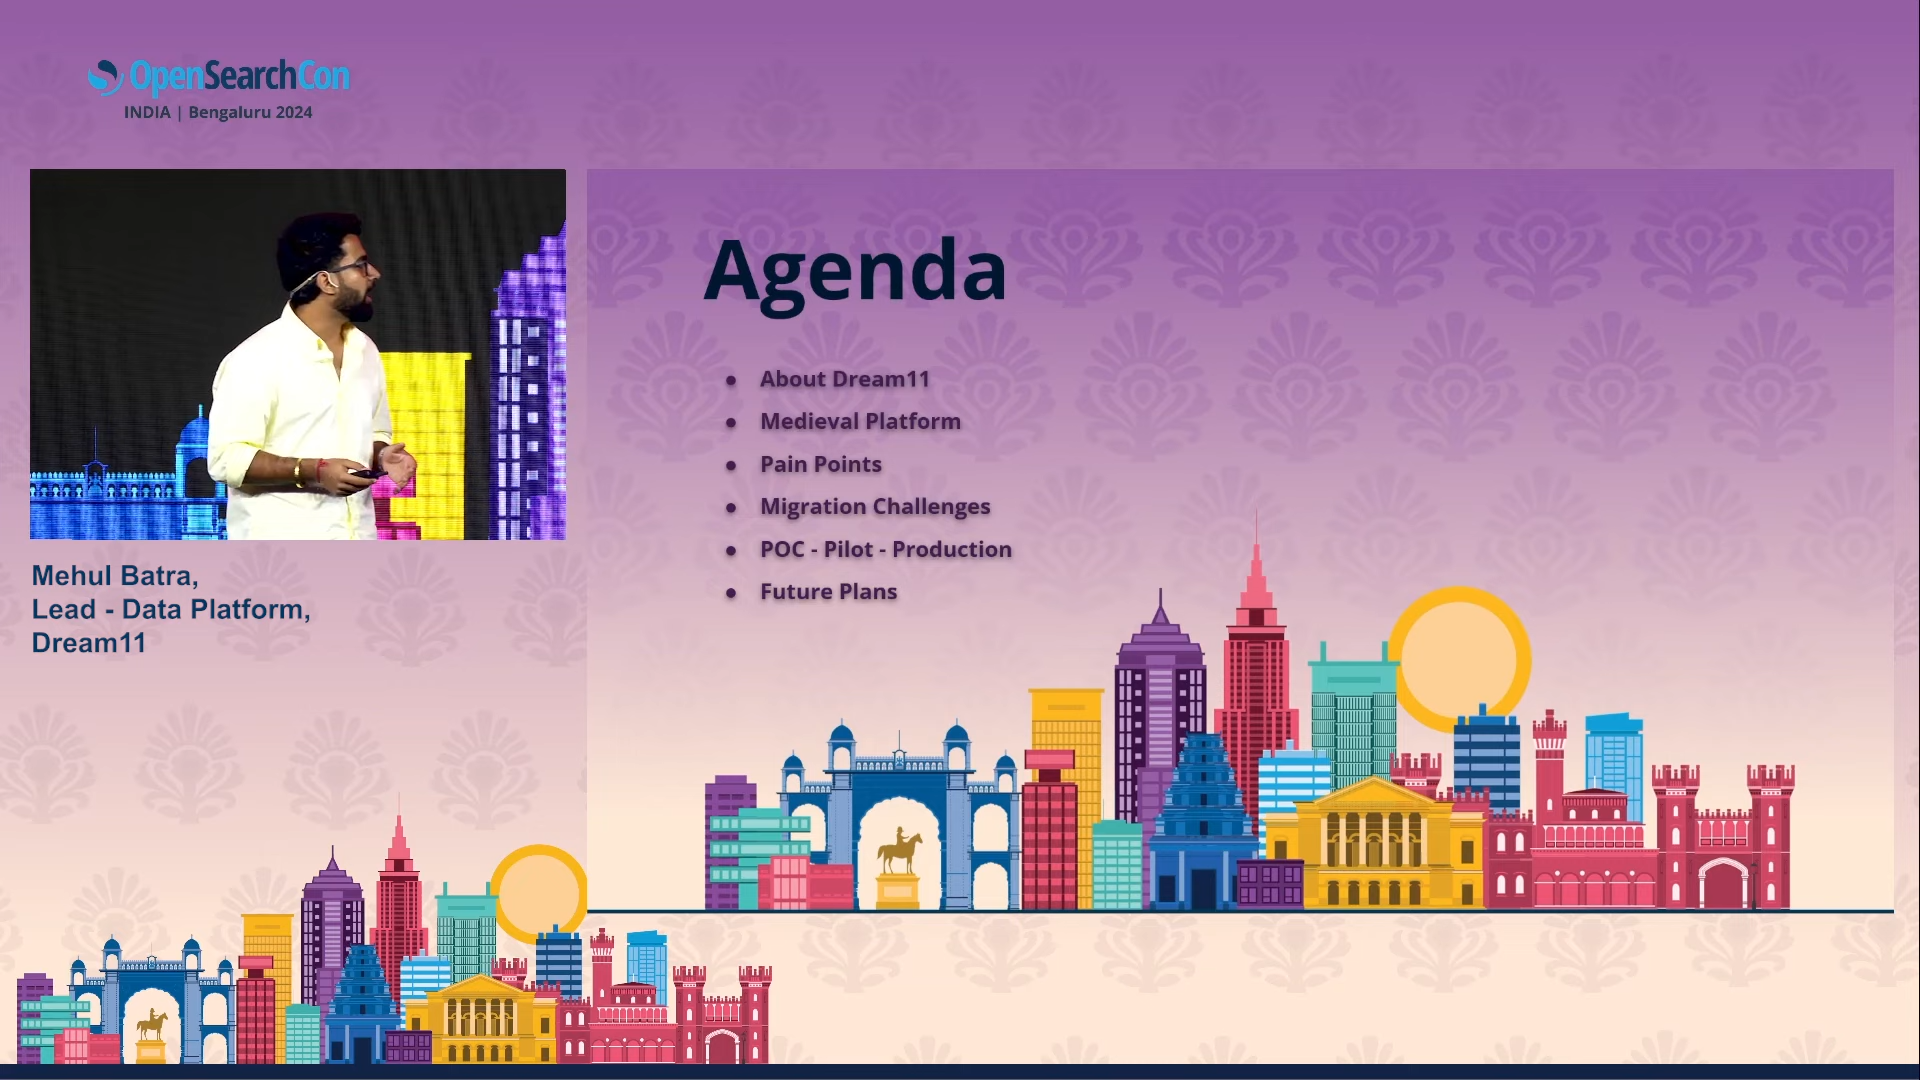 OpenSearchCon
INDIA | Bengaluru 2024
Mehul Batra,
Lead - Data Platform,
Dream11
Agenda
● About Dream11
● Medieval Platform
● Pain Points
● Migration Challenges
● POC - Pilot - Production
● Future Plans